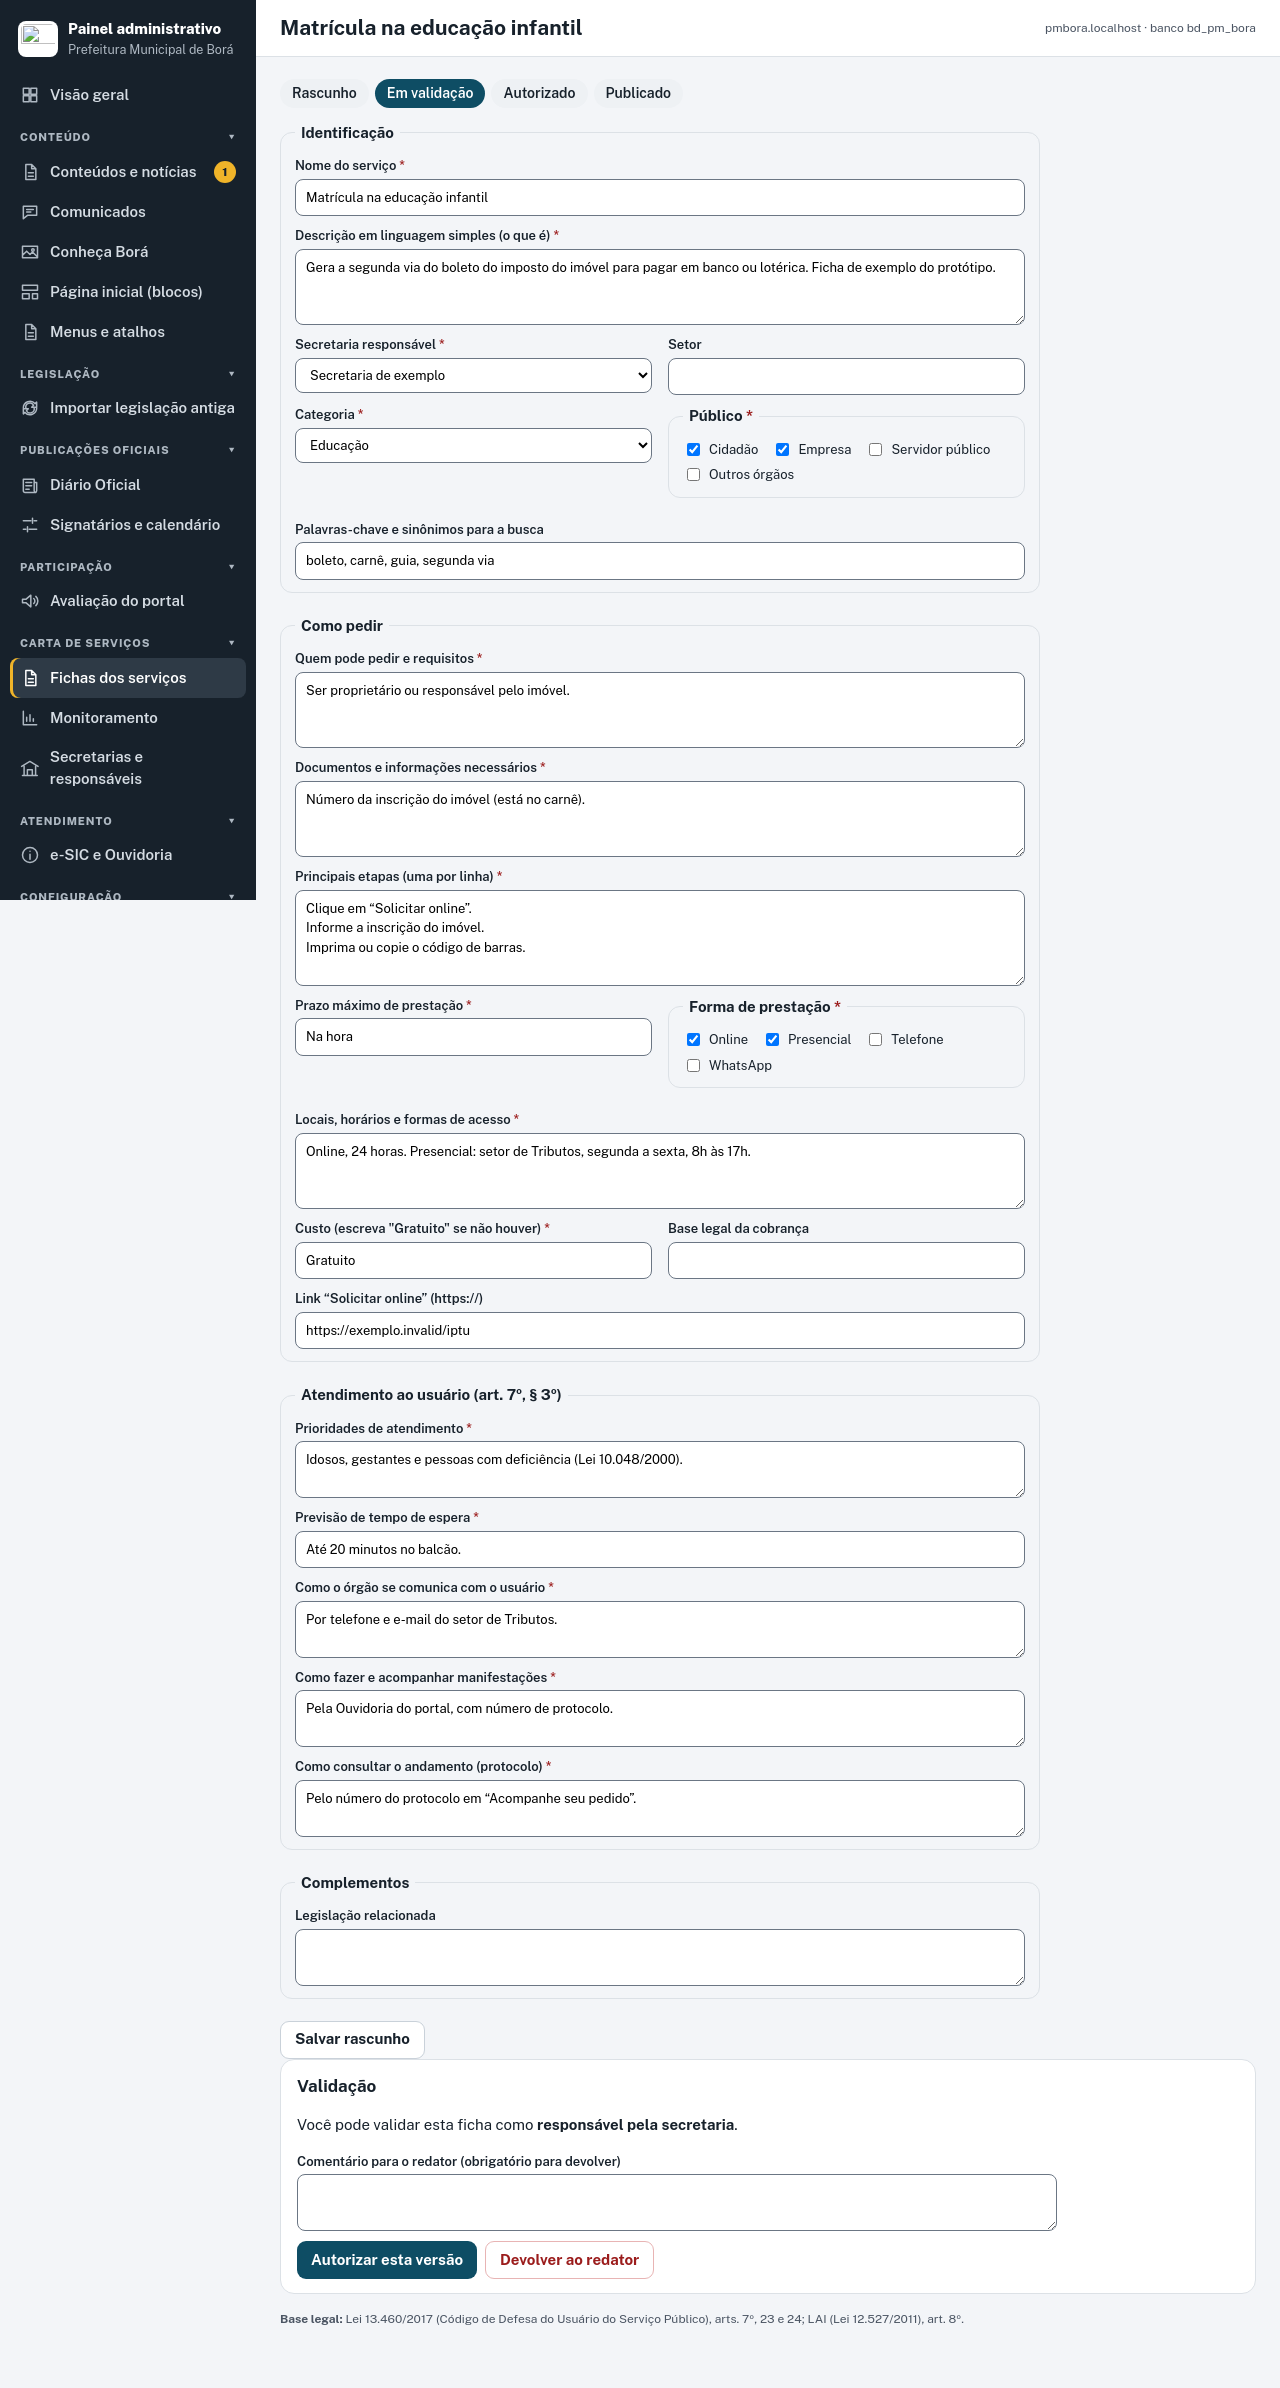 Painel administrativo
Prefeitura Municipal de Borá
Visão geral
CONTEÚDO
Conteúdos e notícias 1
Comunicados
Conheça Borá
Página inicial (blocos)
Menus e atalhos
LEGISLAÇÃO
Importar legislação antiga
PUBLICAÇÕES OFICIAIS
Diário Oficial
Signatários e calendário
PARTICIPAÇÃO
Avaliação do portal
CARTA DE SERVIÇOS
Fichas dos serviços
Monitoramento
Secretarias e
responsáveis
ATENDIMENTO
e-SIC e Ouvidoria
CONFIGURAÇÃO
Matrícula na educação infantil
pmbora.localhost · banco bd_pm_bora
Rascunho Em validação Autorizado Publicado
Identificação
Nome do serviço *
Matrícula na educação infantil
Descrição em linguagem simples (o que é) *
Gera a segunda via do boleto do imposto do imóvel para pagar em banco ou lotérica. Ficha de exemplo do protótipo.
Secretaria responsável * Setor
Secretaria de exemplo
Categoria *
Educação
Público *
Cidadão Empresa Servidor público
Outros órgãos
Palavras-chave e sinônimos para a busca
boleto, carnê, guia, segunda via
Como pedir
Quem pode pedir e requisitos *
Ser proprietário ou responsável pelo imóvel.
Documentos e informações necessários *
Número da inscrição do imóvel (está no carnê).
Principais etapas (uma por linha) *
Clique em “Solicitar online”.
Informe a inscrição do imóvel.
Imprima ou copie o código de barras.
Prazo máximo de prestação *
Na hora
Forma de prestação *
Online Presencial Telefone
WhatsApp
Locais, horários e formas de acesso *
Online, 24 horas. Presencial: setor de Tributos, segunda a sexta, 8h às 17h.
Custo (escreva "Gratuito" se não houver) * Base legal da cobrança
Gratuito
Link “Solicitar online” (https://)
https://exemplo.invalid/iptu
Atendimento ao usuário (art. 7º, § 3º)
Prioridades de atendimento *
Idosos, gestantes e pessoas com deficiência (Lei 10.048/2000).
Previsão de tempo de espera *
Até 20 minutos no balcão.
Como o órgão se comunica com o usuário *
Por telefone e e-mail do setor de Tributos.
Como fazer e acompanhar manifestações *
Pela Ouvidoria do portal, com número de protocolo.
Como consultar o andamento (protocolo) *
Pelo número do protocolo em “Acompanhe seu pedido”.
Complementos
Legislação relacionada
Salvar rascunho
Validação
Você pode validar esta ficha como responsável pela secretaria.
Comentário para o redator (obrigatório para devolver)
Autorizar esta versão Devolver ao redator
Base legal: Lei 13.460/2017 (Código de Defesa do Usuário do Serviço Público), arts. 7º, 23 e 24; LAI (Lei 12.527/2011), art. 8º.